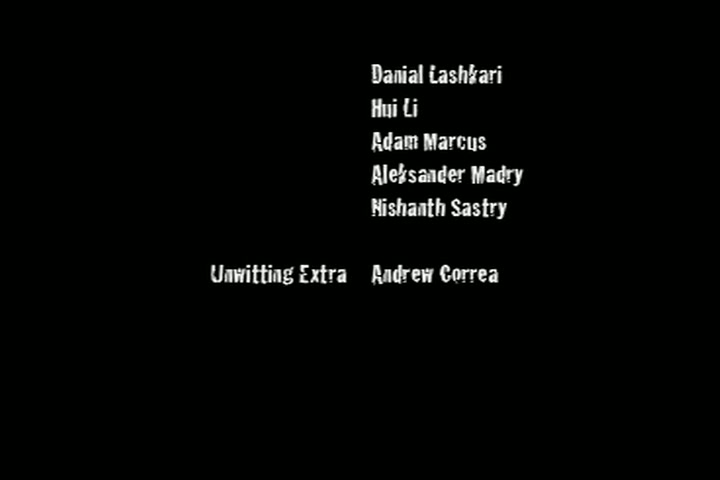 Danial Lashkari
Hui Li
Adam Marcus
Aleksander Madry
Nishanth Sastry
Unwitting Extra Andrew Correa